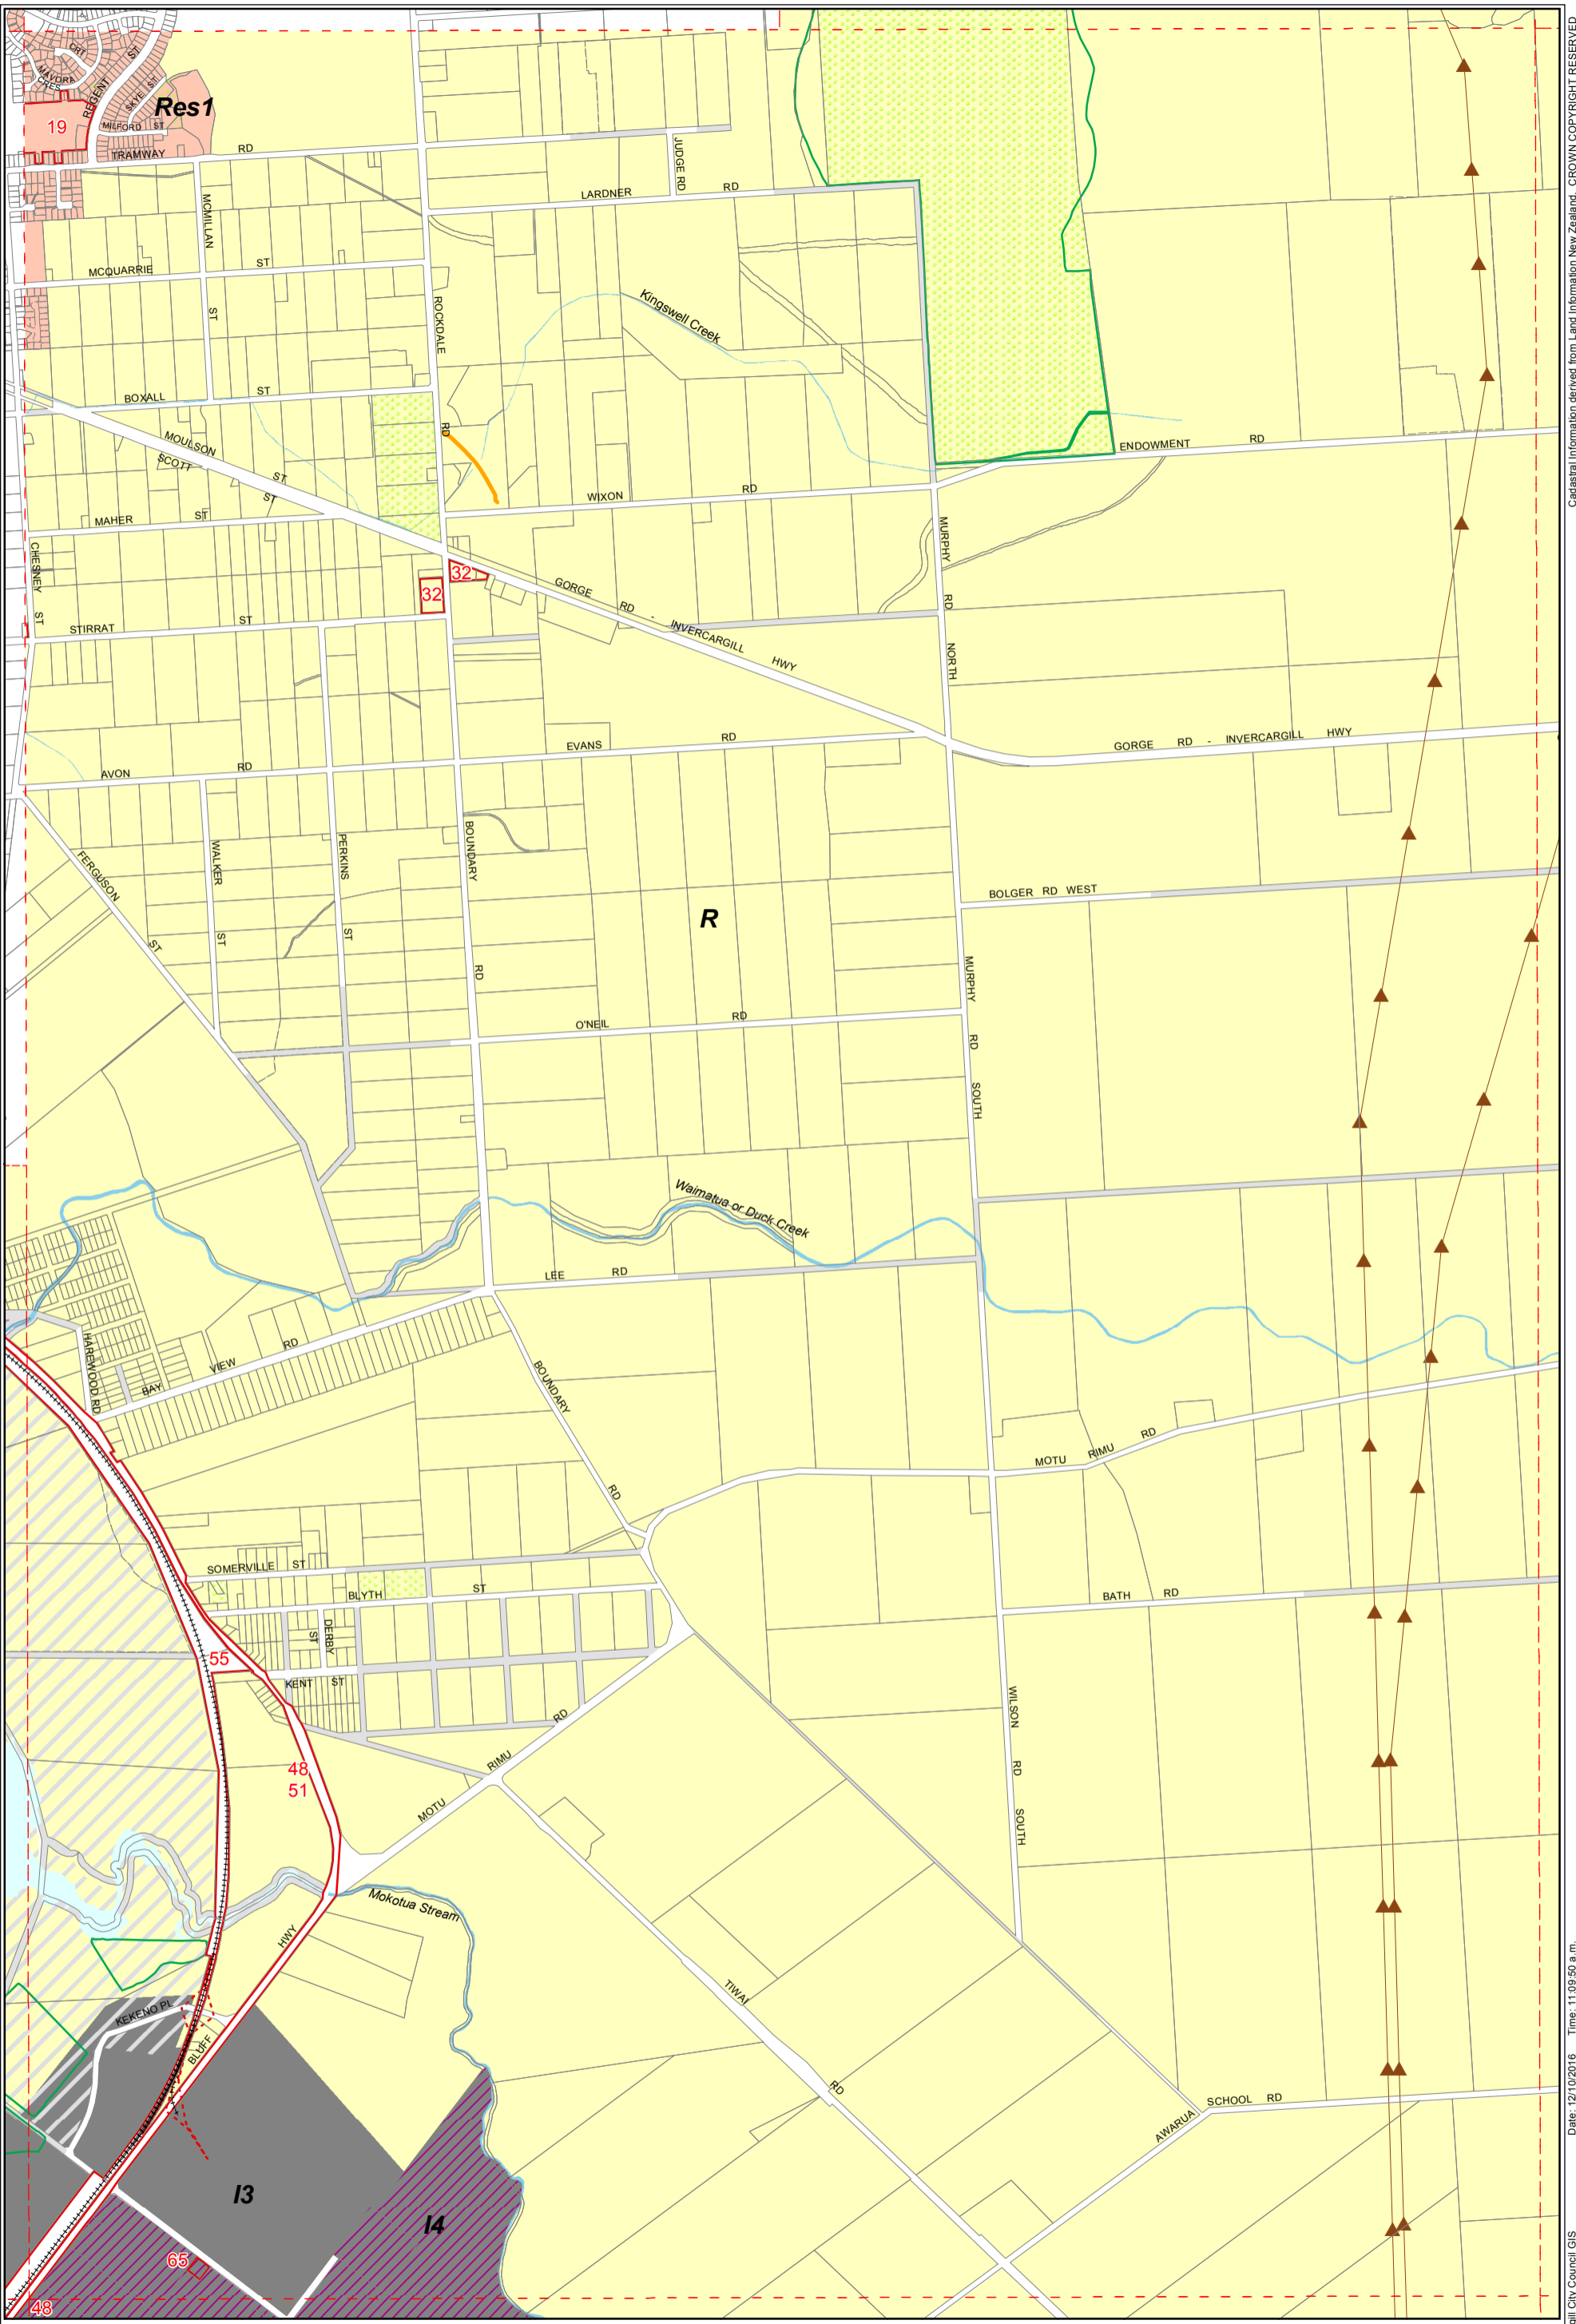 CRT
MAVORA
CRES
REGENT
ST
SKYE ST
Res1
19
MILFORD ST
TRAMWAY RD
JUDGE RD
MCMILLAN
ST
LARDNER RD
MCQUARRIE ST
ROCKDALE
RD
Kingswell Creek
BOXALL ST
MOULSON
ST
SCOTT
ST
ENDOWMENT RD
WIXON RD
MAHER ST
CHESNEY
ST
MURPHY
RD
NORTH
32
32
GORGE RD - INVERCARGILL HWY
STIRRAT ST
EVANS RD
GORGE RD - INVERCARGILL HWY
AVON RD
WALKER
ST
PERKINS
ST
BOUNDARY
RD
FERGUSON
ST
BOLGER RD WEST
R
MURPHY
RD
SOUTH
O'NEIL RD
Waimatua or Duck Creek
LEE RD
HAREWOOD RD
BAY VIEW RD
BOUNDARY
RD
MOTU RIMU RD
SOMERVILLE ST
BLYTH ST
DERBY
ST
BATH RD
55
KENT ST
WILSON
RD
SOUTH
48
51
MOTU RIMU RD
Mokotua Stream
HWY
BLUFF
TIWAI
RD
KEKENO PL
SCHOOL RD
AWARUA
I3
I4
65
48
Cadastral Information derived from Land Information New Zealand. CROWN COPYRIGHT RESERVED
Date: 12/10/2016 Time: 11:09:50 a.m.
City Council GIS